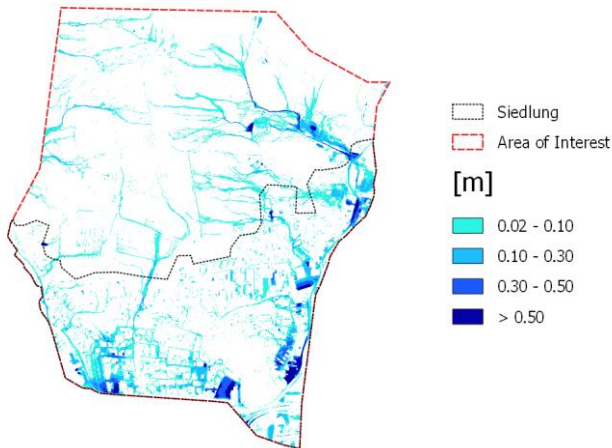 Siedlung
Area of Interest
[m]
0.02 - 0.10
0.10 - 0.30
0.30 - 0.50
> 0.50